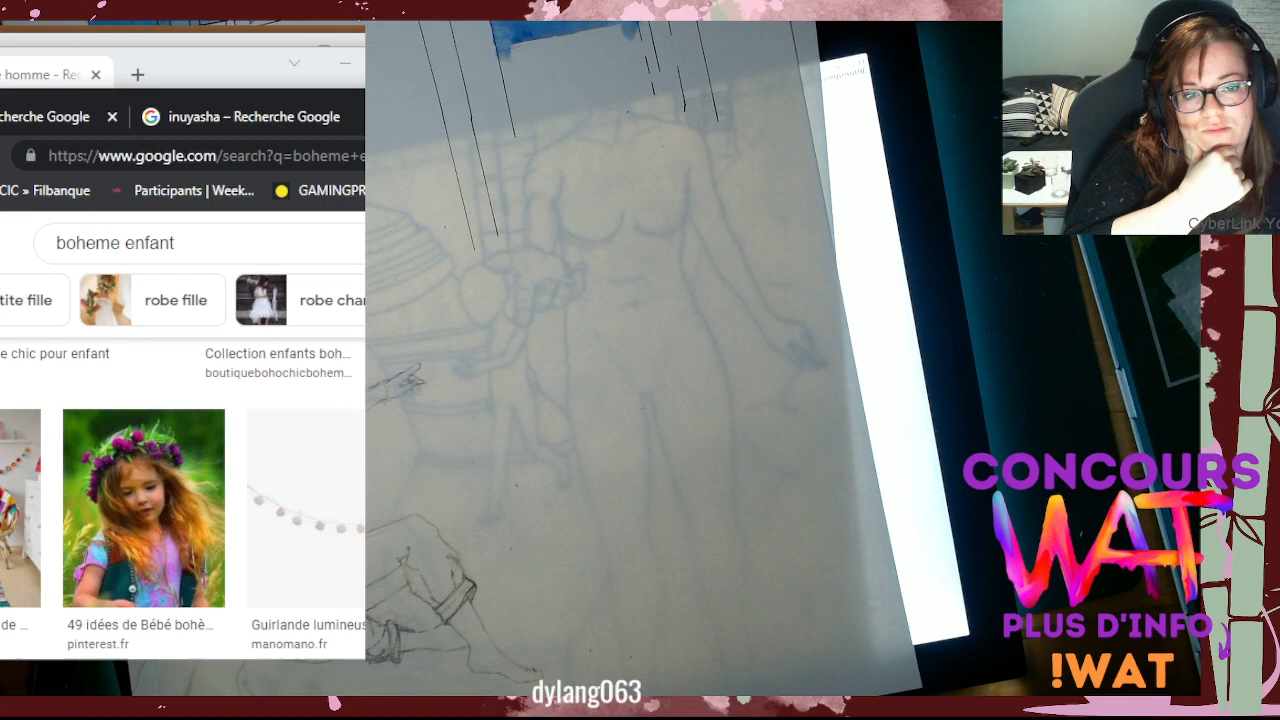 e homme - Re
cherche Google
inuyasha – Recherche Google
https://www.google.com/search?q=boheme+e
CIC » Filbanque
Participants | Week...
GAMINGPR
boheme enfant
tite fille
robe fille
robe cha
e chic pour enfant
Collection enfants boh...
boutiquebohochicbohem...
de ...
49 idées de Bébé bohè...
pinterest.fr
Guirlande lumineus
manomano.fr
CyberLink Yo
CONCOURS
WAT
PLUS D'INFO
!WAT
dylang063